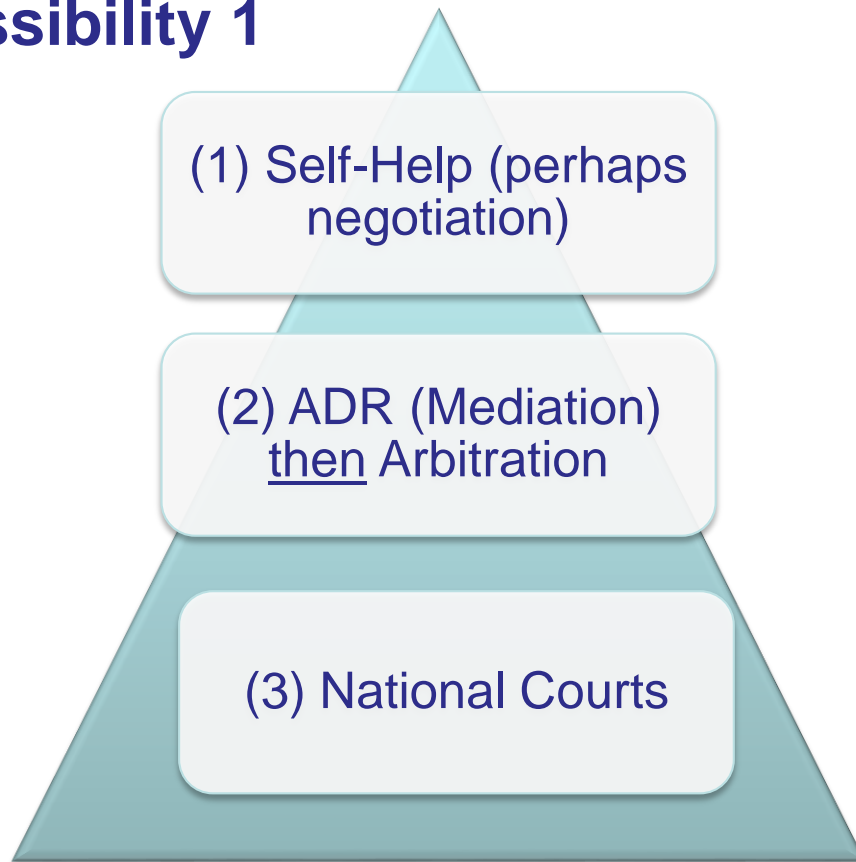 ssibility 1
(1) Self-Help (perhaps
negotiation)
(2) ADR (Mediation)
then Arbitration
(3) National Courts